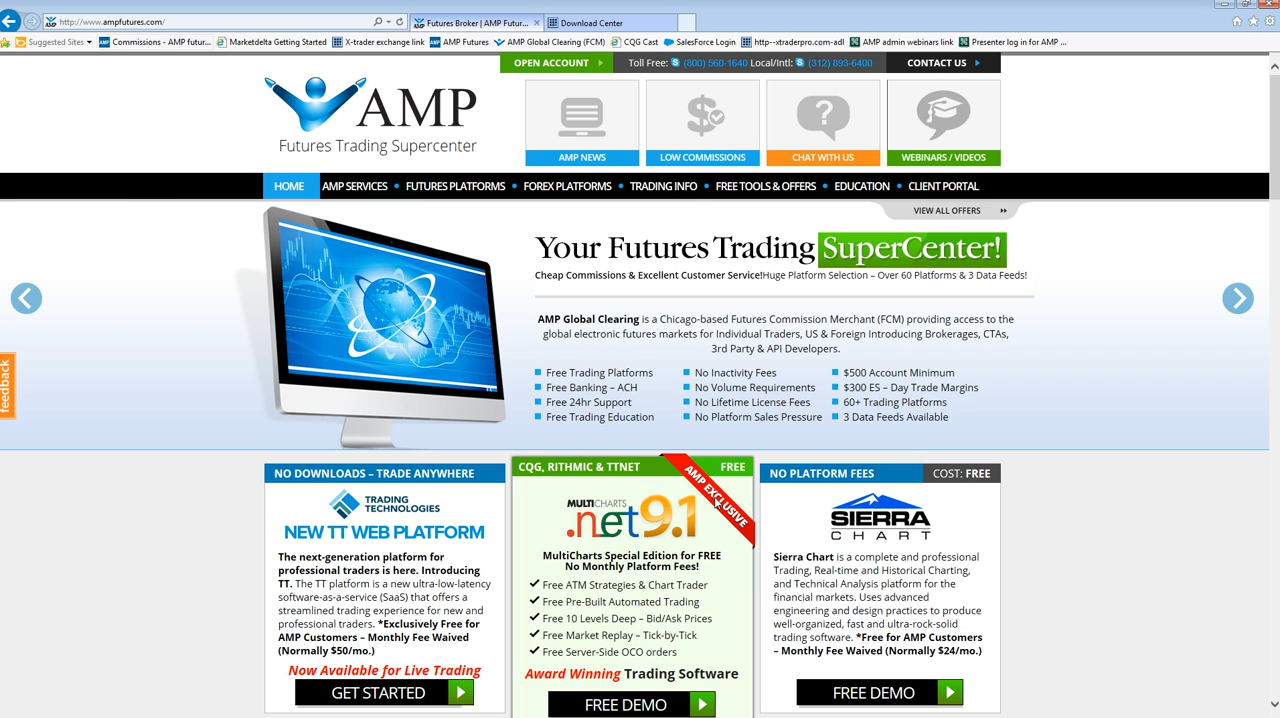 http://www.ampfutures.com/
Futures Broker | AMP Futur...
Download Center
Suggested Sites
Commissions - AMP futur...
Marketdelta Getting Started
X-trader exchange link
AMP Futures
AMP Global Clearing (FCM)
CQG Cast
SalesForce Login
http--xtraderpro.com-adl
AMP admin webinars link
Presenter log in for AMP ...
OPEN ACCOUNT
Toll Free: (800) 560-1640 Local/Intl: (312) 893-6400
CONTACT US
AMP
Futures Trading Supercenter
AMP NEWS
LOW COMMISSIONS
CHAT WITH US
WEBINARS / VIDEOS
HOME
AMP SERVICES
FUTURES PLATFORMS
FOREX PLATFORMS
TRADING INFO
FREE TOOLS & OFFERS
EDUCATION
CLIENT PORTAL
VIEW ALL OFFERS
Your Futures Trading SuperCenter!
Cheap Commissions & Excellent Customer Service!Huge Platform Selection – Over 60 Platforms & 3 Data Feeds!
AMP Global Clearing is a Chicago-based Futures Commission Merchant (FCM) providing access to the
global electronic futures markets for Individual Traders, US & Foreign Introducing Brokerages, CTAs,
3rd Party & API Developers.
Free Trading Platforms
Free Banking – ACH
Free 24hr Support
Free Trading Education
No Inactivity Fees
No Volume Requirements
No Lifetime License Fees
No Platform Sales Pressure
$500 Account Minimum
$300 ES – Day Trade Margins
60+ Trading Platforms
3 Data Feeds Available
feedback
NO DOWNLOADS – TRADE ANYWHERE
TRADING
TECHNOLOGIES
NEW TT WEB PLATFORM
The next-generation platform for
professional traders is here. Introducing
TT. The TT platform is a new ultra-low-latency
software-as-a-service (SaaS) that offers a
streamlined trading experience for new and
professional traders. *Exclusively Free for
AMP Customers – Monthly Fee Waived
(Normally $50/mo.)
Now Available for Live Trading
GET STARTED
CQG, RITHMIC & TTNET
FREE
AMP EXCLUSIVE
MULTICHARTS
.net9.1
MultiCharts Special Edition for FREE
No Monthly Platform Fees!
Free ATM Strategies & Chart Trader
Free Pre-Built Automated Trading
Free 10 Levels Deep – Bid/Ask Prices
Free Market Replay – Tick-by-Tick
Free Server-Side OCO orders
Award Winning Trading Software
FREE DEMO
NO PLATFORM FEES
COST: FREE
SIERRA
CHART
Sierra Chart is a complete and professional
Trading, Real-time and Historical Charting,
and Technical Analysis platform for the
financial markets. Uses advanced
engineering and design practices to produce
well-organized, fast and ultra-rock-solid
trading software. *Free for AMP Customers
– Monthly Fee Waived (Normally $24/mo.)
FREE DEMO